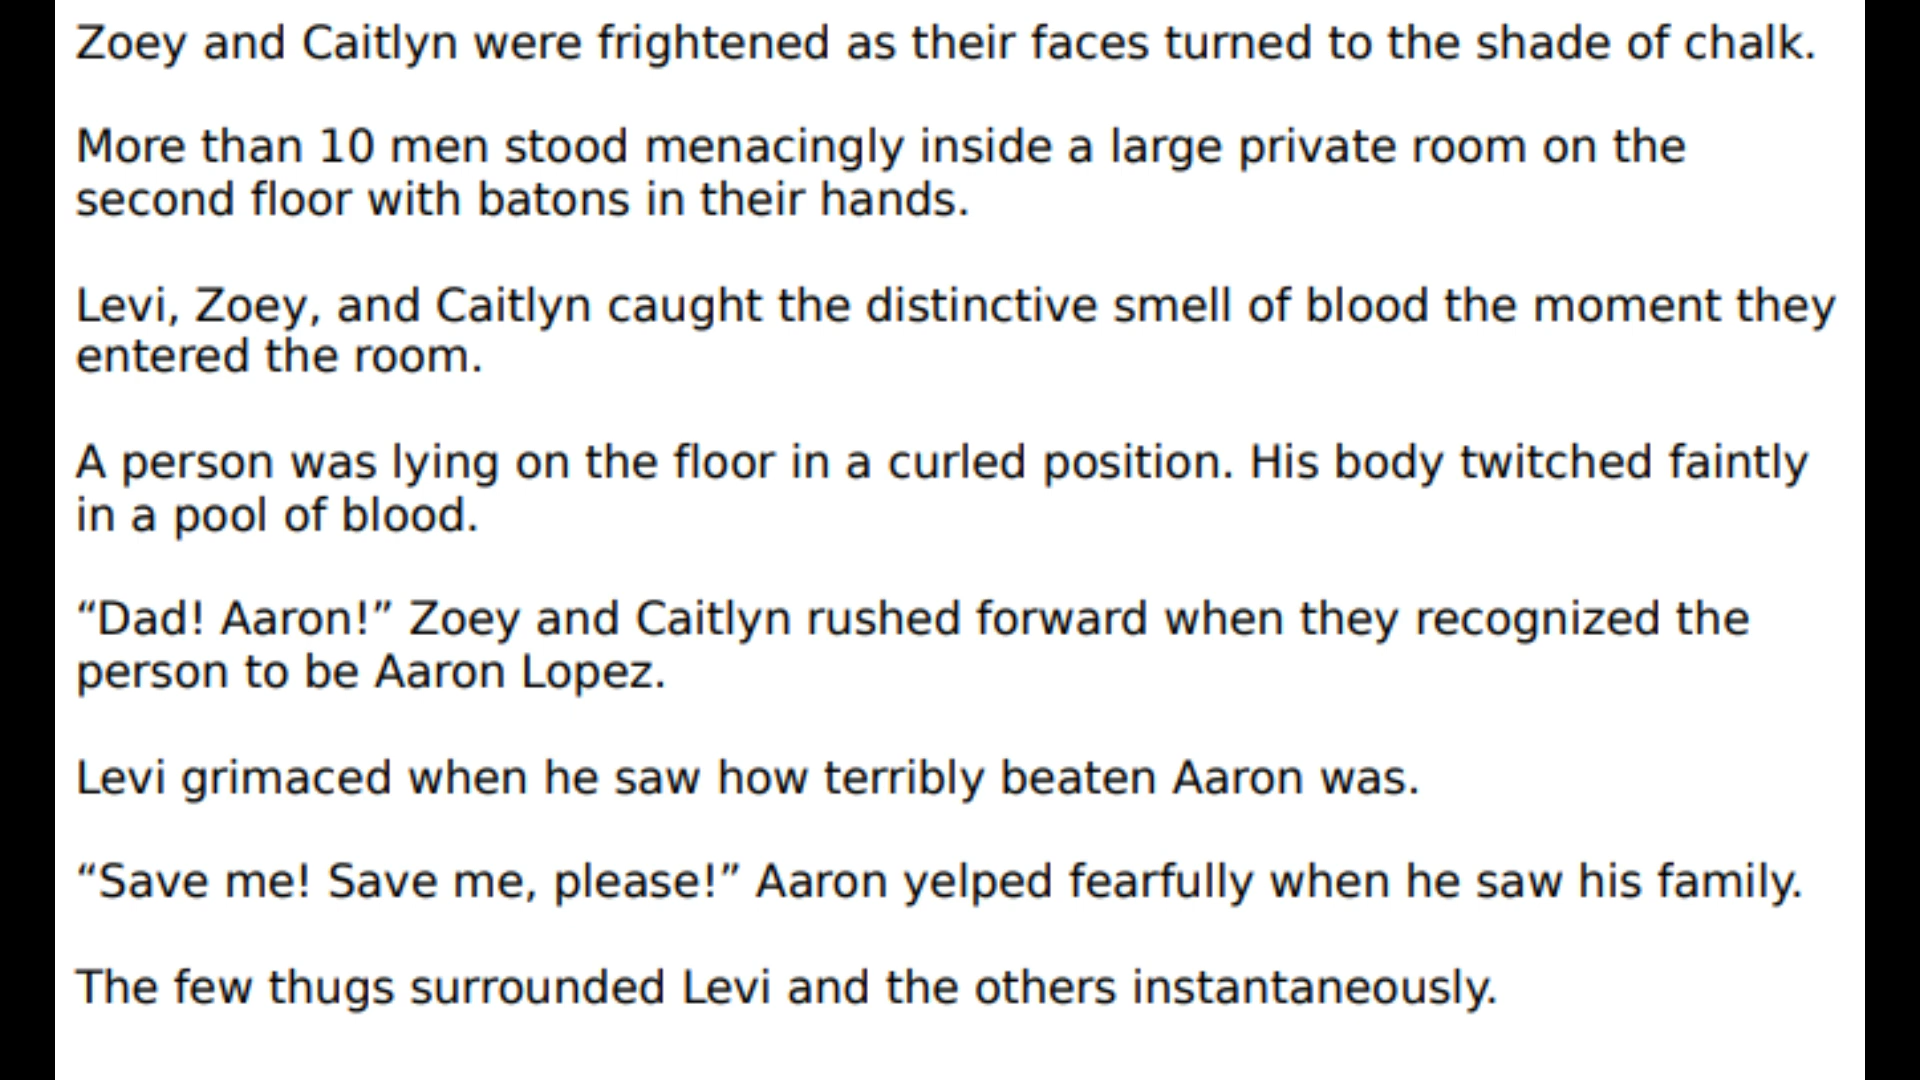 Zoey and Caitlyn were frightened as their faces turned to the shade of chalk.
More than 10 men stood menacingly inside a large private room on the
second floor with batons in their hands.
Levi, Zoey, and Caitlyn caught the distinctive smell of blood the moment they
entered the room.
A person was lying on the floor in a curled position. His body twitched faintly
in a pool of blood.
“Dad! Aaron!” Zoey and Caitlyn rushed forward when they recognized the
person to be Aaron Lopez.
Levi grimaced when he saw how terribly beaten Aaron was.
“Save me! Save me, please!” Aaron yelped fearfully when he saw his family.
The few thugs surrounded Levi and the others instantaneously.